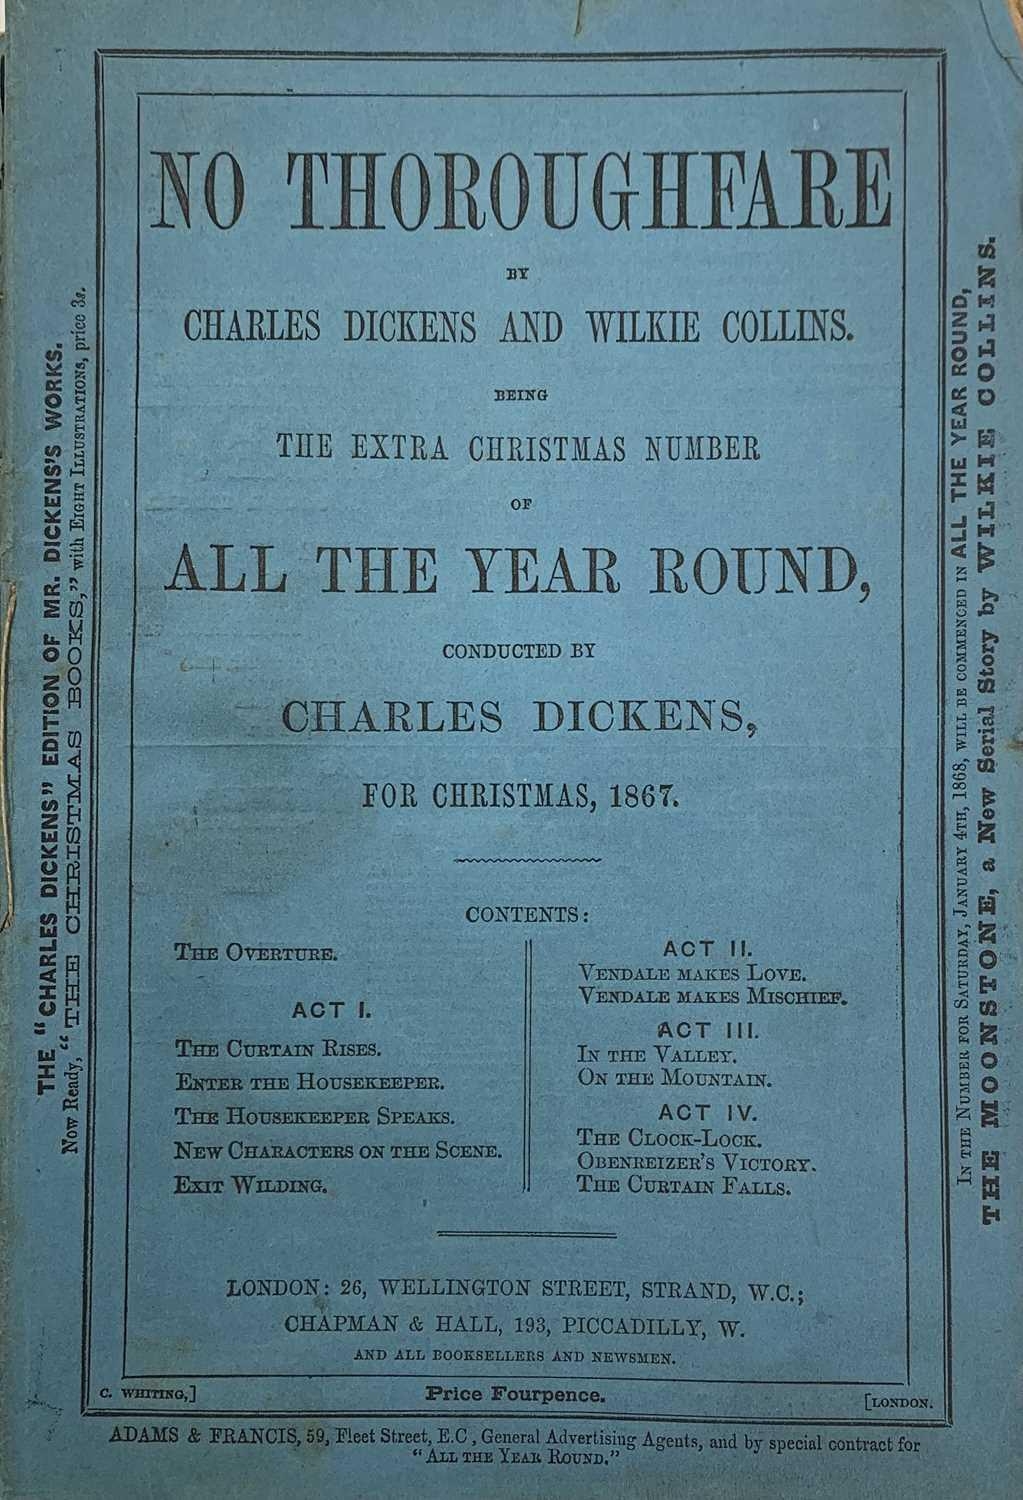 NO THOROUGHFARE
BY
CHARLES DICKENS AND WILKIE COLLINS.
BEING
THE EXTRA CHRISTMAS NUMBER
OF
ALL THE YEAR ROUND,
CONDUCTED BY
CHARLES DICKENS,
FOR CHRISTMAS, 1867.
CONTENTS:
THE OVERTURE.
ACT I.
THE CURTAIN RISES.
ENTER THE HOUSEKEEPER.
THE HOUSEKEEPER SPEAKS.
NEW CHARACTERS ON THE SCENE.
EXIT WILDING.
ACT II.
VENDALE MAKES LOVE.
VENDALE MAKES MISCHIEF.
ACT III.
IN THE VALLEY.
ON THE MOUNTAIN.
ACT IV.
THE CLOCK-LOCK.
OBENREIZER'S VICTORY.
THE CURTAIN FALLS.
LONDON: 26, WELLINGTON STREET, STRAND, W.C.;
CHAPMAN & HALL, 193, PICCADILLY, W.
AND ALL BOOKSELLERS AND NEWSMEN.
C. WHITING,]
Price Fourpence.
[LONDON.
ADAMS & FRANCIS, 59, Fleet Street, E.C, General Advertising Agents, and by special contract for
"ALL THE YEAR ROUND."
THE "CHARLES DICKENS" EDITION OF MR. DICKENS'S WORKS.
Now Ready, "THE CHRISTMAS BOOKS," with EIGHT ILLUSTRATIONS, price 3s.
IN THE NUMBER FOR SATURDAY, JANUARY 4TH, 1868, WILL BE COMMENCED IN ALL THE YEAR ROUND,
THE MOONSTONE, a New Serial Story by WILKIE COLLINS.